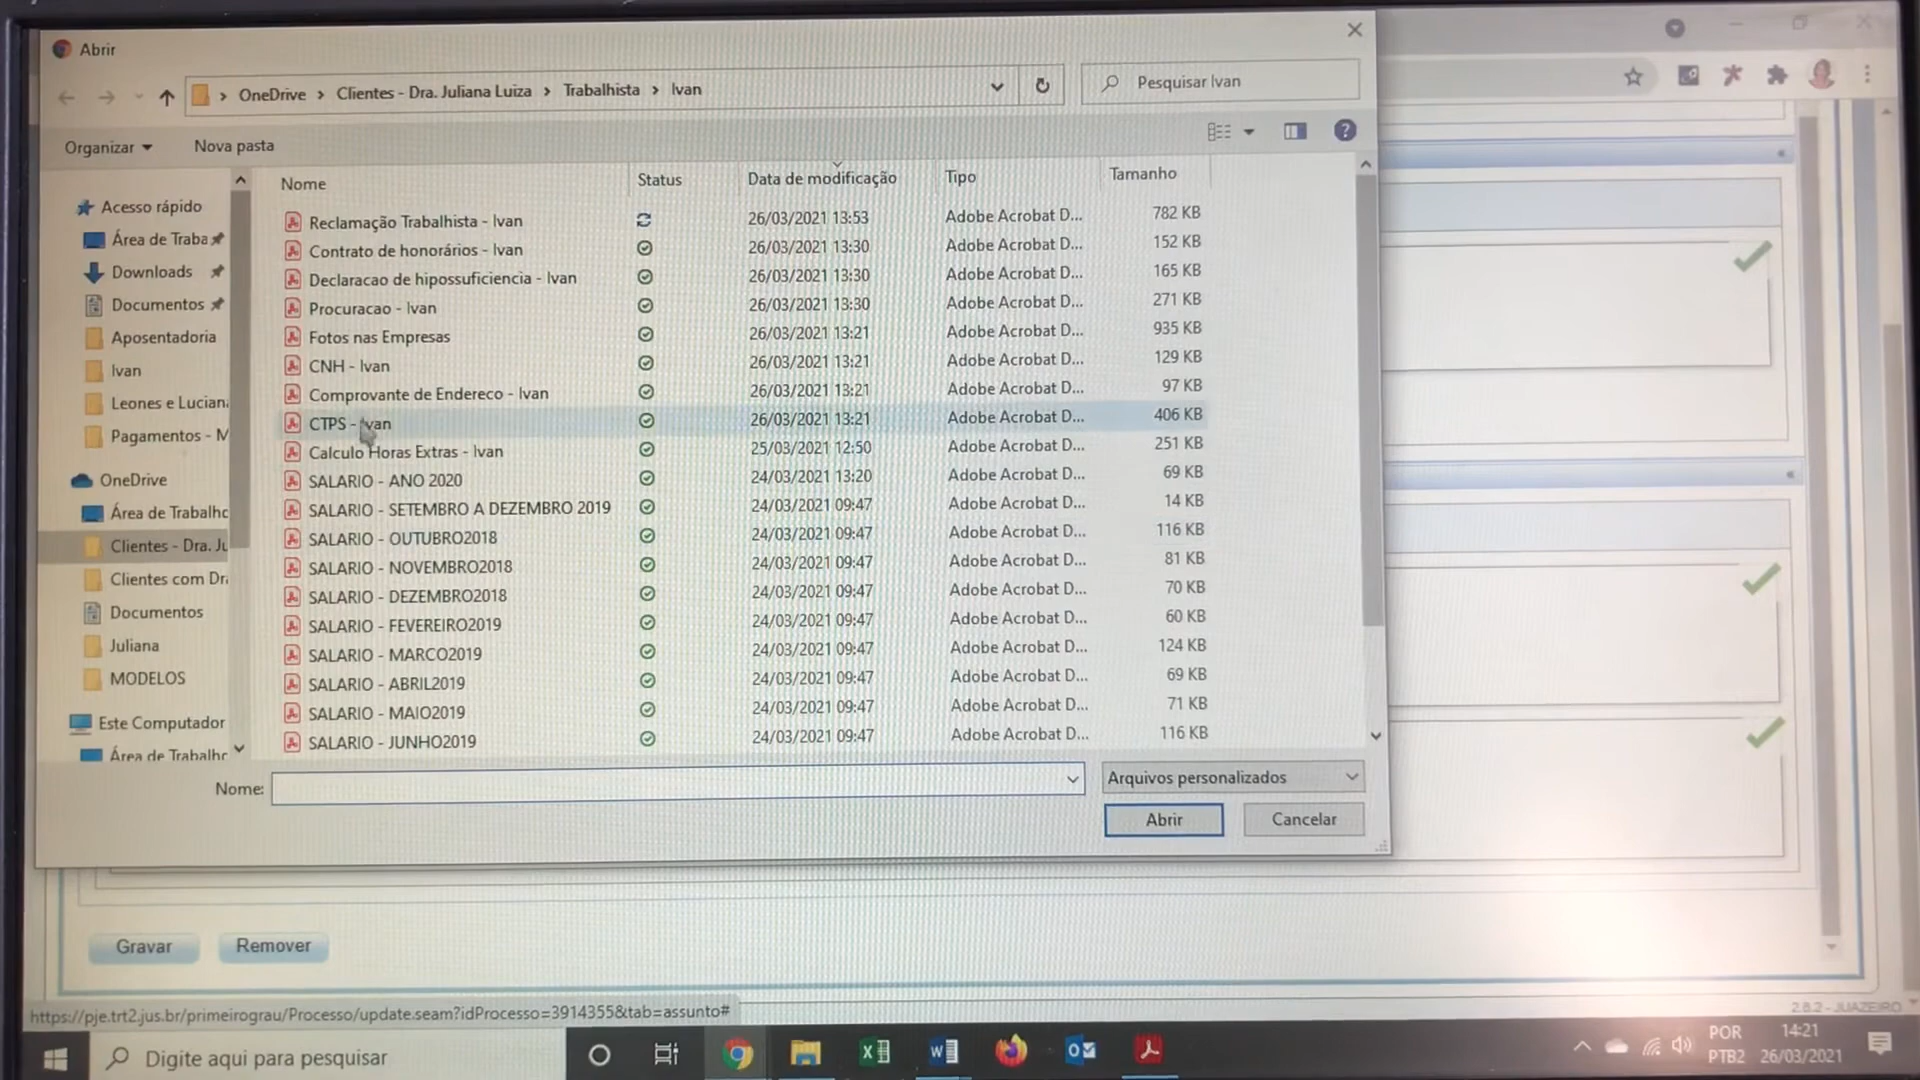 Abrir
OneDrive > Clientes - Dra. Juliana Luiza > Trabalhista > Ivan
Pesquisar Ivan
Organizar
Nova pasta
Nome Status Data de modificação Tipo Tamanho
Acesso rápido
Área de Traba
Downloads
Documentos
Aposentadoria
Ivan
Leones e Lucian
Pagamentos - M
OneDrive
Área de Trabalho
Clientes - Dra. Ju
Clientes com Dr
Documentos
Juliana
MODELOS
Este Computador
Área de Trabalho
Reclamação Trabalhista - Ivan 26/03/2021 13:53 Adobe Acrobat D... 782 KB
Contrato de honorários - Ivan 26/03/2021 13:30 Adobe Acrobat D... 152 KB
Declaracao de hipossuficiencia - Ivan 26/03/2021 13:30 Adobe Acrobat D... 165 KB
Procuracao - Ivan 26/03/2021 13:30 Adobe Acrobat D... 271 KB
Fotos nas Empresas 26/03/2021 13:21 Adobe Acrobat D... 935 KB
CNH - Ivan 26/03/2021 13:21 Adobe Acrobat D... 129 KB
Comprovante de Endereco - Ivan 26/03/2021 13:21 Adobe Acrobat D... 97 KB
CTPS - Ivan 26/03/2021 13:21 Adobe Acrobat D... 406 KB
Calculo Horas Extras - Ivan 25/03/2021 12:50 Adobe Acrobat D... 251 KB
SALARIO - ANO 2020 24/03/2021 13:20 Adobe Acrobat D... 69 KB
SALARIO - SETEMBRO A DEZEMBRO 2019 24/03/2021 09:47 Adobe Acrobat D... 14 KB
SALARIO - OUTUBRO2018 24/03/2021 09:47 Adobe Acrobat D... 116 KB
SALARIO - NOVEMBRO2018 24/03/2021 09:47 Adobe Acrobat D... 81 KB
SALARIO - DEZEMBRO2018 24/03/2021 09:47 Adobe Acrobat D... 70 KB
SALARIO - FEVEREIRO2019 24/03/2021 09:47 Adobe Acrobat D... 60 KB
SALARIO - MARCO2019 24/03/2021 09:47 Adobe Acrobat D... 124 KB
SALARIO - ABRIL2019 24/03/2021 09:47 Adobe Acrobat D... 69 KB
SALARIO - MAIO2019 24/03/2021 09:47 Adobe Acrobat D... 71 KB
SALARIO - JUNHO2019 24/03/2021 09:47 Adobe Acrobat D... 116 KB
Nome:
Arquivos personalizados
Abrir Cancelar
Gravar Remover
https://pje.trt2.jus.br/primeirograu/Processo/update.seam?idProcesso=3914355&tab=assunto#
2.6.2 - JUAZEIRO
Digite aqui para pesquisar
POR
PTB2
14:21
26/03/2021